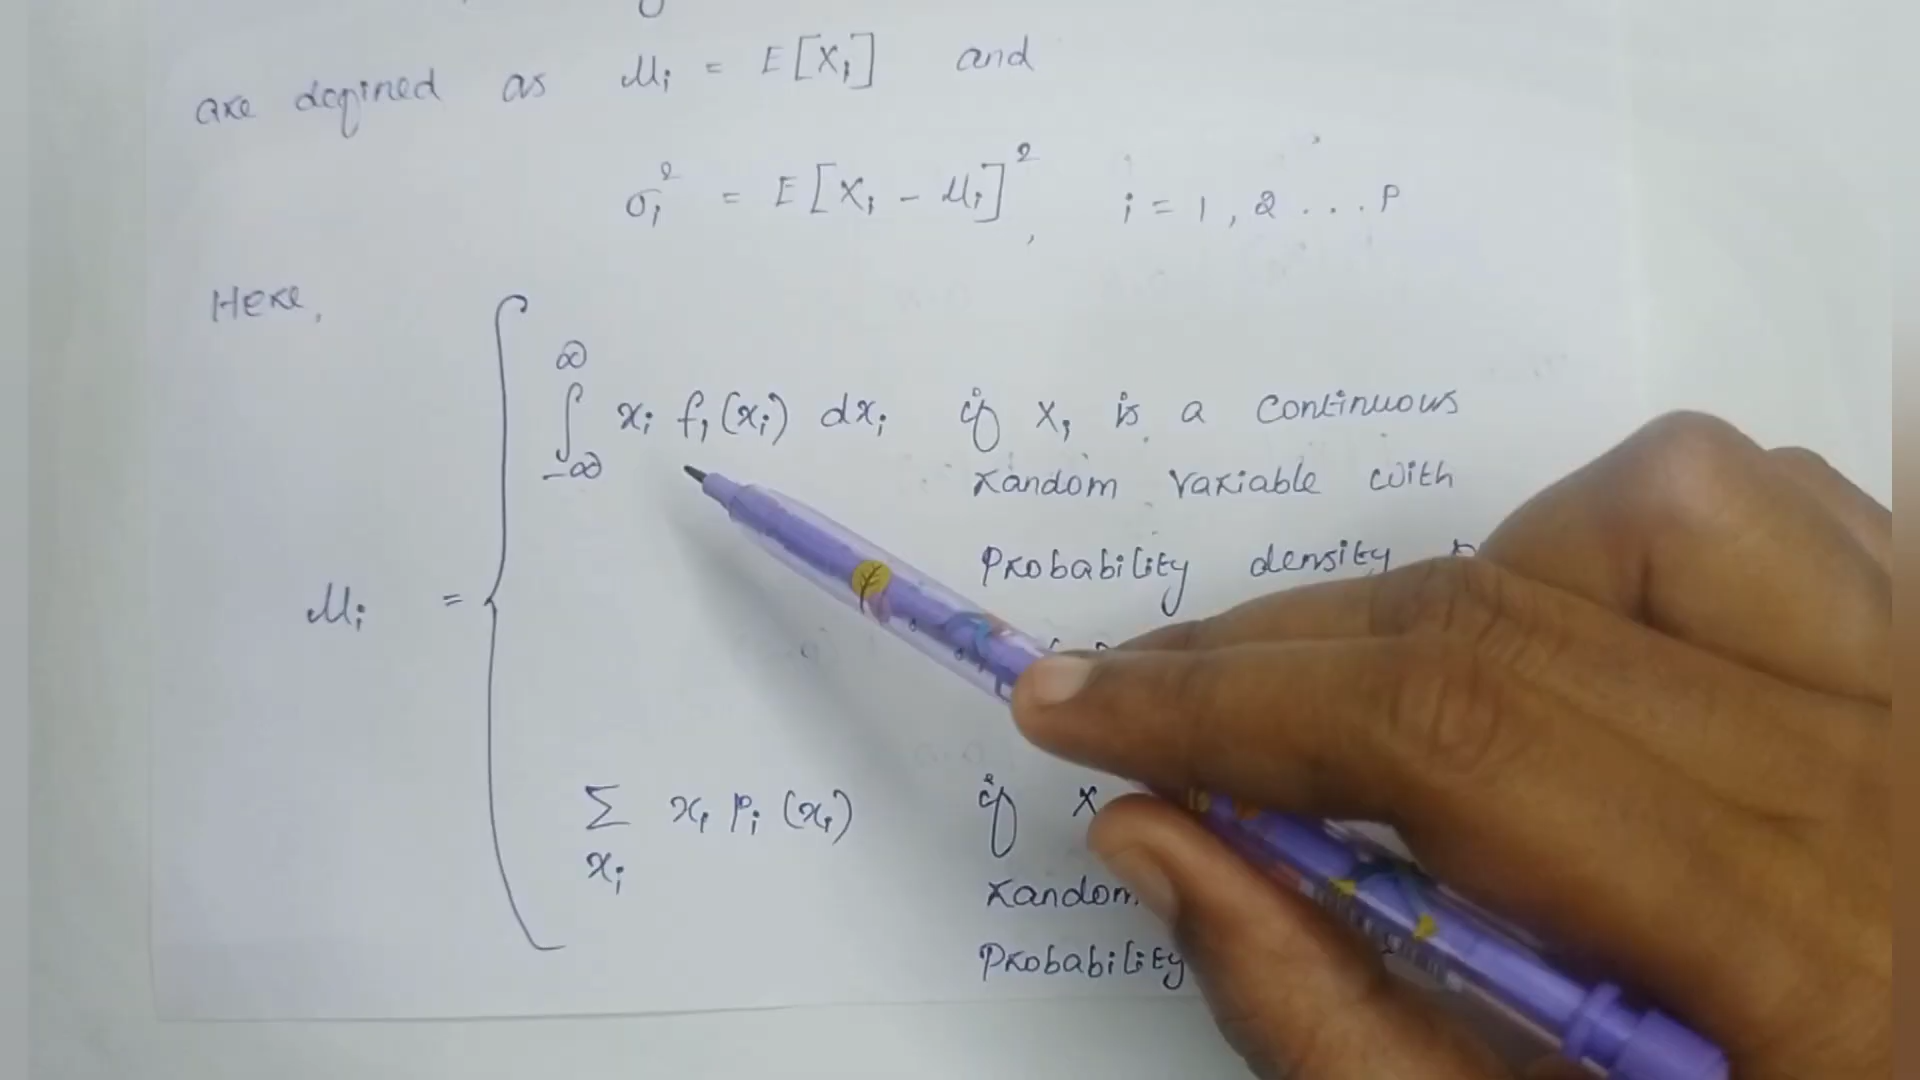 are defined as μi = E[Xi] and
σi² = E[Xi - μi]², i = 1, 2 ... p
Here,
∞
∫ xi fi(xi) dxi if Xi is a continuous
-∞ random variable with
Probability density
μi =
Σ xi pi (xi) if X
xi
random
Probability